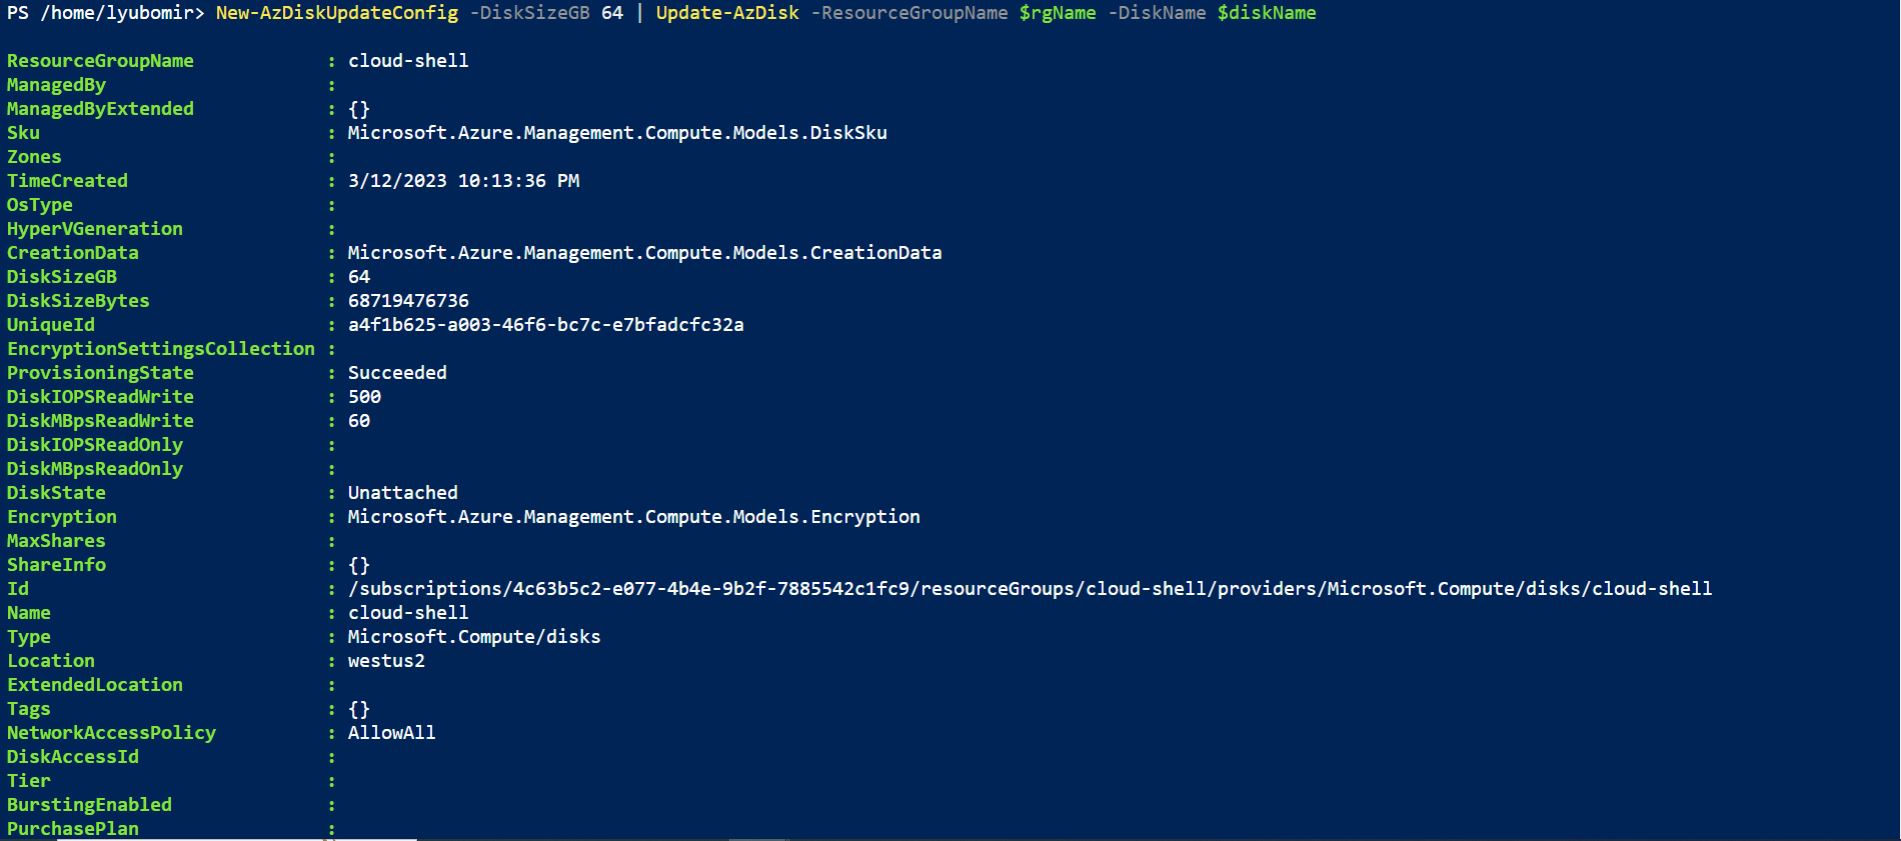 PS /home/lyubomir> New-AzDiskUpdateConfig -DiskSizeGB 64 | Update-AzDisk -ResourceGroupName $rgName -DiskName $diskName
ResourceGroupName : cloud-shell
ManagedBy :
ManagedByExtended : {}
Sku : Microsoft.Azure.Management.Compute.Models.DiskSku
Zones :
TimeCreated : 3/12/2023 10:13:36 PM
OsType :
HyperVGeneration :
CreationData : Microsoft.Azure.Management.Compute.Models.CreationData
DiskSizeGB : 64
DiskSizeBytes : 68719476736
UniqueId : a4f1b625-a003-46f6-bc7c-e7bfadcfc32a
EncryptionSettingsCollection :
ProvisioningState : Succeeded
DiskIOPSReadWrite : 500
DiskMBpsReadWrite : 60
DiskIOPSReadOnly :
DiskMBpsReadOnly :
DiskState : Unattached
Encryption : Microsoft.Azure.Management.Compute.Models.Encryption
MaxShares :
ShareInfo : {}
Id : /subscriptions/4c63b5c2-e077-4b4e-9b2f-7885542c1fc9/resourceGroups/cloud-shell/providers/Microsoft.Compute/disks/cloud-shell
Name : cloud-shell
Type : Microsoft.Compute/disks
Location : westus2
ExtendedLocation :
Tags : {}
NetworkAccessPolicy : AllowAll
DiskAccessId :
Tier :
BurstingEnabled :
PurchasePlan :